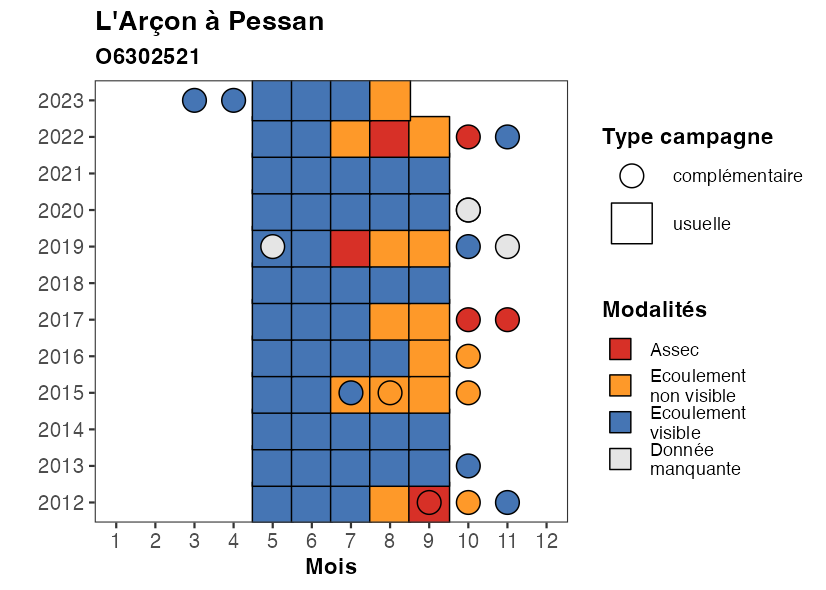 L'Arçon à Pessan
O6302521
2023
2022
2021
2020
2019
2018
2017
2016
2015
2014
2013
2012
1 2 3 4 5 6 7 8 9 10 11 12
Mois
Type campagne
complémentaire
usuelle
Modalités
Assec
Ecoulement
non visible
Ecoulement
visible
Donnée
manquante